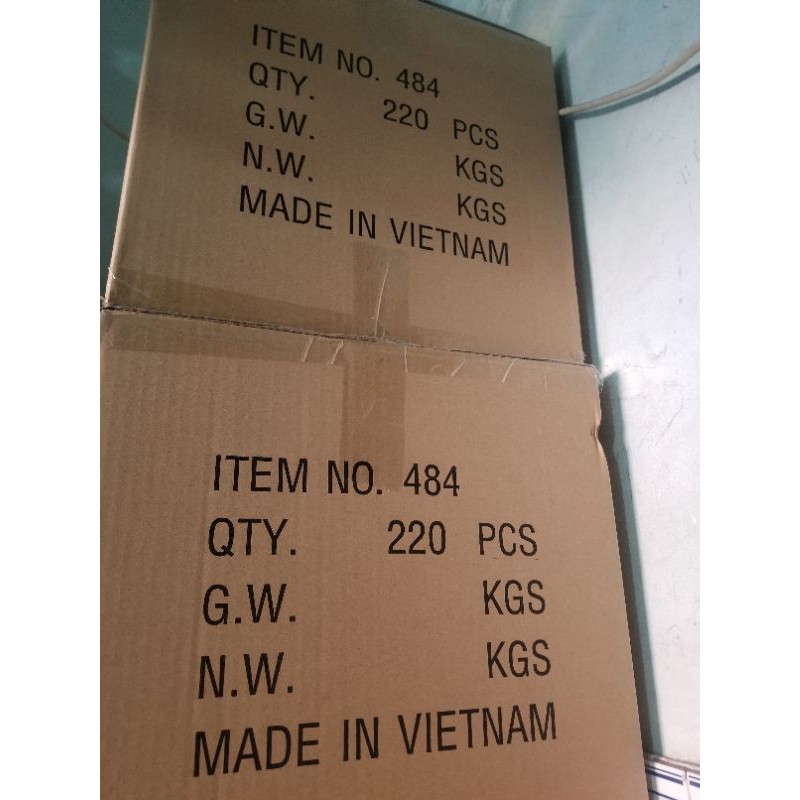 ITEM NO. 484
QTY. 220 PCS
G.W. KGS
N.W. KGS
MADE IN VIETNAM
ITEM NO. 484
QTY. 220 PCS
G.W. KGS
N.W. KGS
MADE IN VIETNAM